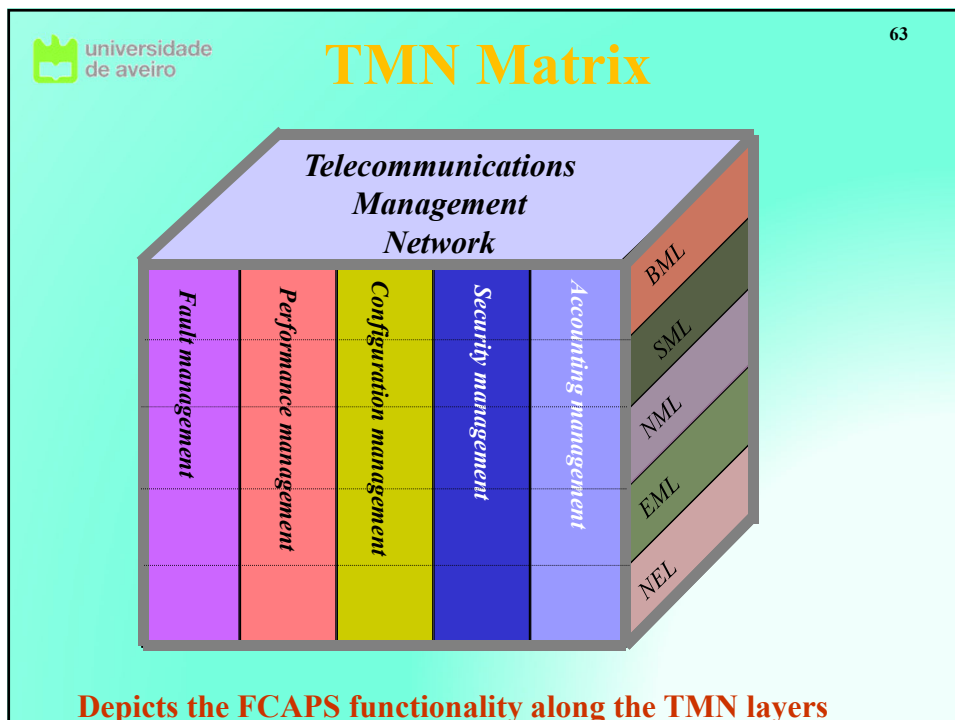 universidade
de aveiro
63
TMN Matrix
Telecommunications
Management
Network
Fault management
Performance management
Configuration management
Security management
Accounting management
BML
SML
NML
EML
NEL
Depicts the FCAPS functionality along the TMN layers